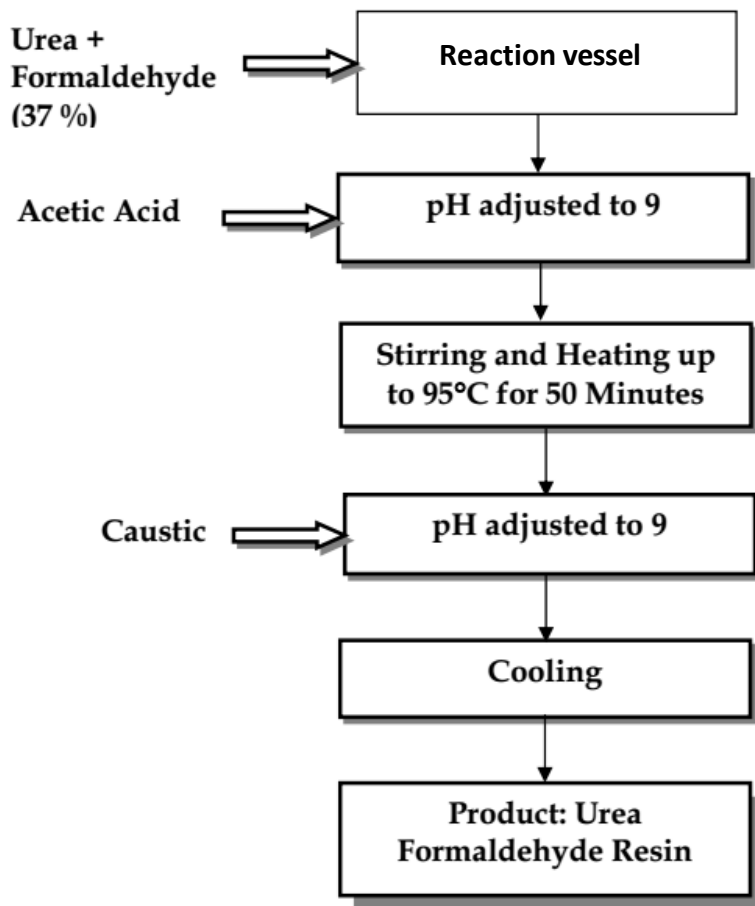 Urea +
Formaldehyde
(37 %)
Reaction vessel
Acetic Acid
pH adjusted to 9
Stirring and Heating up
to 95°C for 50 Minutes
Caustic
pH adjusted to 9
Cooling
Product: Urea
Formaldehyde Resin